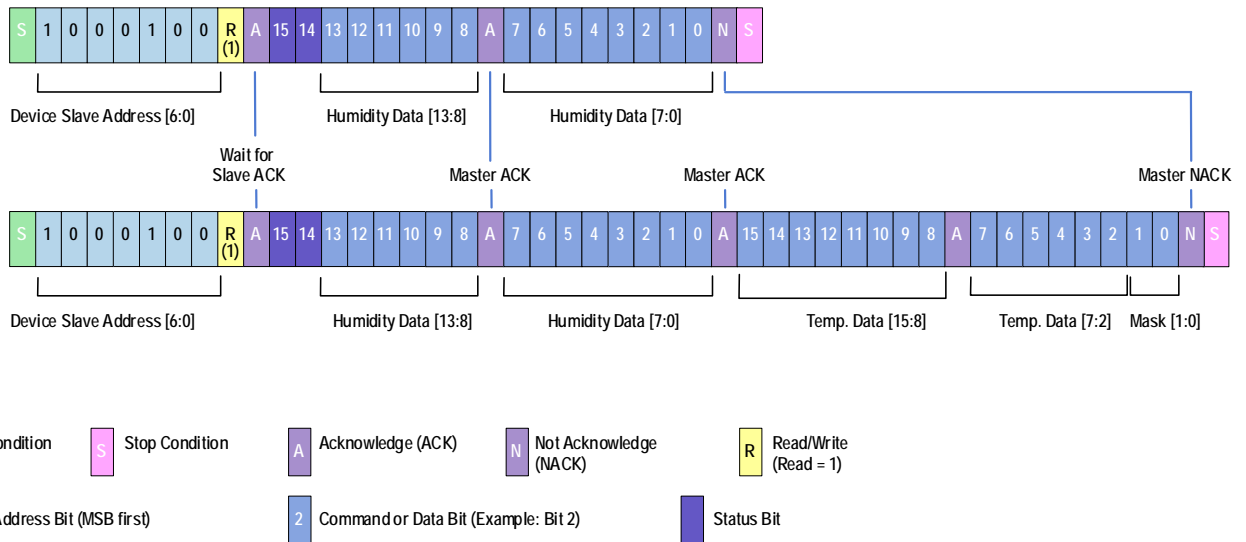 S 1 0 0 0 1 0 0 R (1) A 15 14 13 12 11 10 9 8 A 7 6 5 4 3 2 1 0 N S
Device Slave Address [6:0] Humidity Data [13:8] Humidity Data [7:0]
Wait for
Slave ACK Master ACK Master ACK Master NACK
S 1 0 0 0 1 0 0 R (1) A 15 14 13 12 11 10 9 8 A 7 6 5 4 3 2 1 0 A 15 14 13 12 11 10 9 8 A 7 6 5 4 3 2 1 0 N S
Device Slave Address [6:0] Humidity Data [13:8] Humidity Data [7:0] Temp. Data [15:8] Temp. Data [7:2] Mask [1:0]
ondition S Stop Condition A Acknowledge (ACK) N Not Acknowledge R Read/Write
(NACK) (Read = 1)
Address Bit (MSB first) 2 Command or Data Bit (Example: Bit 2) Status Bit